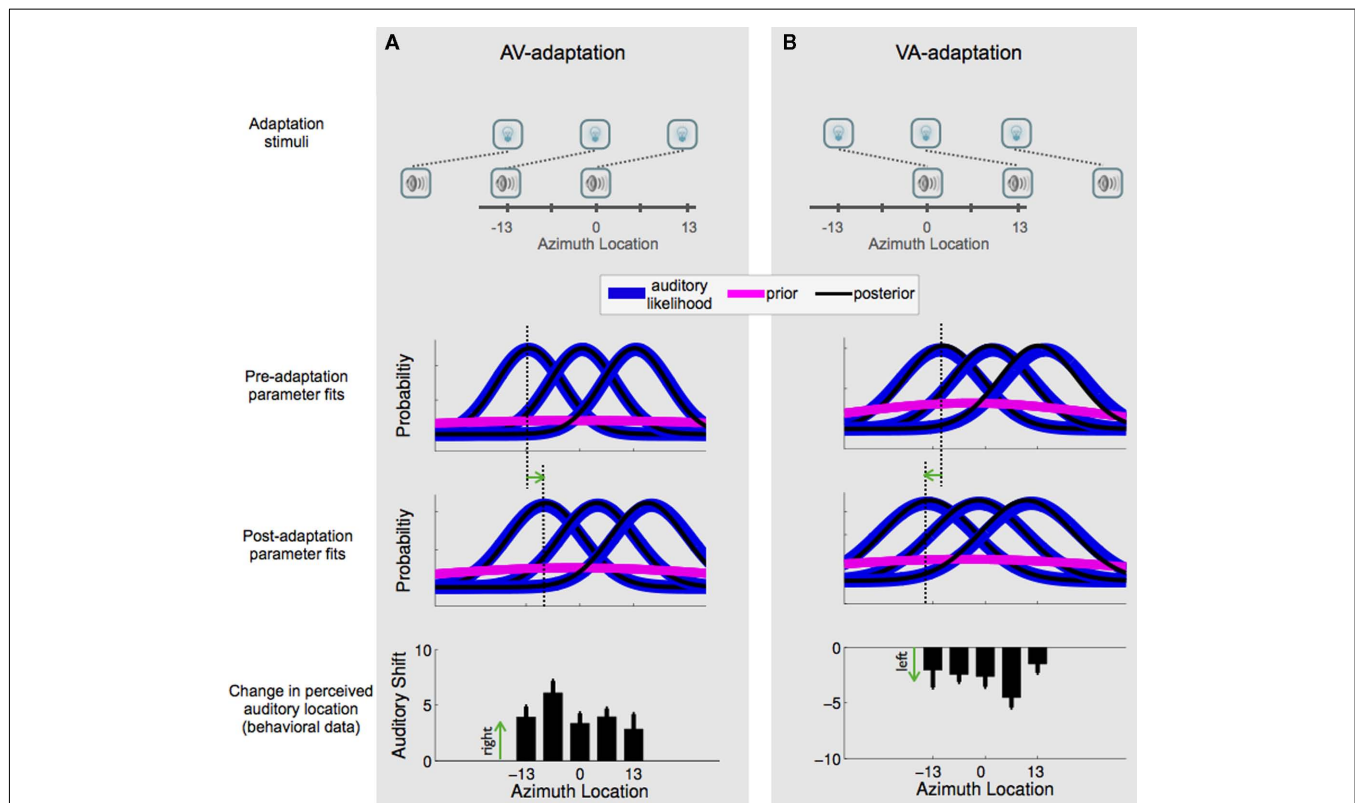 A
AV-adaptation
B
VA-adaptation
Adaptation
stimuli
-13 0 13
Azimuth Location
-13 0 13
Azimuth Location
auditory
likelihood
prior
posterior
Pre-adaptation
parameter fits
Probabiltiy
Post-adaptation
parameter fits
Probabiltiy
Change in perceived
auditory location
(behavioral data)
Auditory Shift
10
5
0
right
−13 0 13
Azimuth Location
0
−5
−10
left
−13 0 13
Azimuth Location